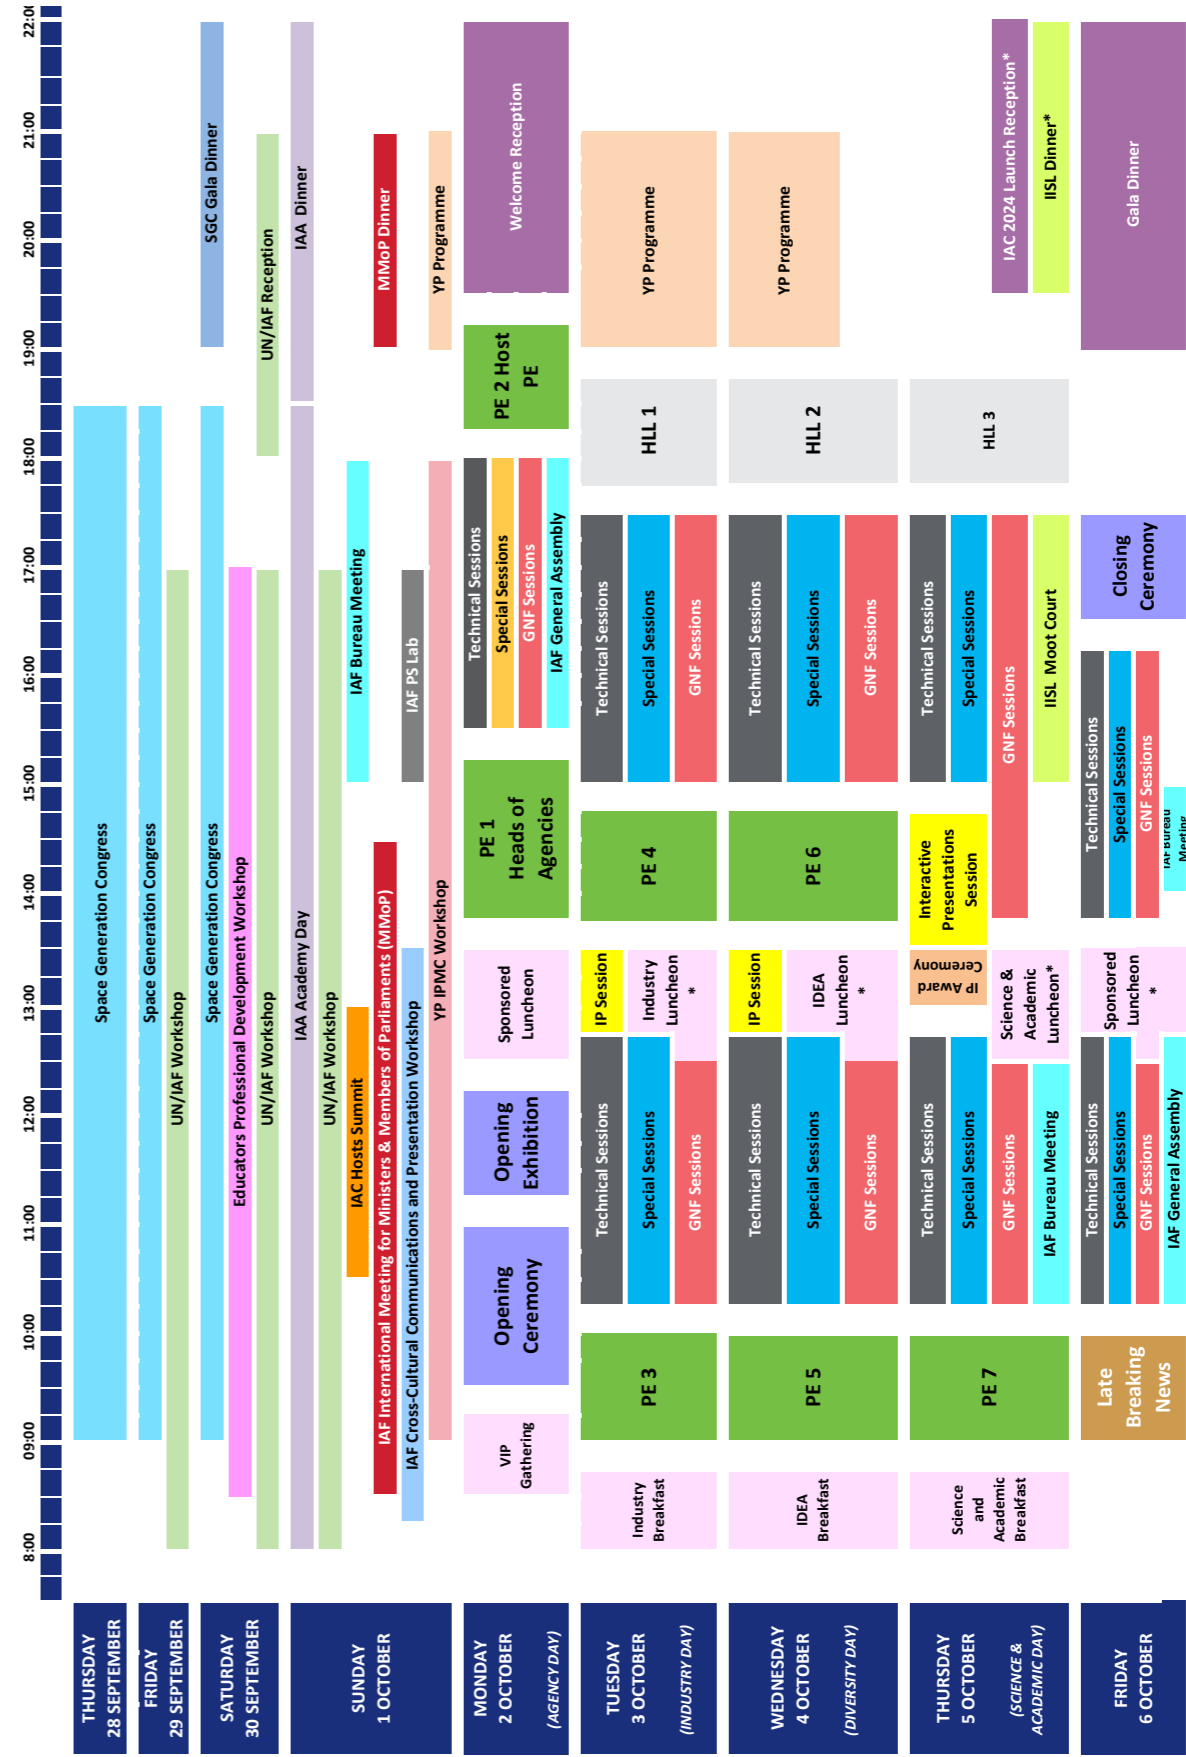 8:00
09:00
10:00
11:00
12:00
13:00
14:00
15:00
16:00
17:00
18:00
19:00
20:00
21:00
THURSDAY
28 SEPTEMBER
Space Generation Congress
FRIDAY
29 SEPTEMBER
Space Generation Congress
UN/IAF Workshop
SATURDAY
30 SEPTEMBER
Space Generation Congress
SGC Gala Dinner
Educators Professional Development Workshop
UN/IAF Workshop
UN/IAF Reception
SUNDAY
1 OCTOBER
IAA Academy Day
IAA Dinner
UN/IAF Workshop
IAC Hosts Summit
IAF Bureau Meeting
IAF International Meeting for Ministers & Members of Parliaments (MMoP)
MMoP Dinner
IAF Cross-Cultural Communications and Presentation Workshop
IAF PS Lab
YP IPMC Workshop
YP Programme
MONDAY
2 OCTOBER
(AGENCY DAY)
VIP
Gathering
Opening
Ceremony
Opening
Exhibition
Sponsored
Luncheon
PE 1
Heads of
Agencies
Technical Sessions
Special Sessions
GNF Sessions
IAF General Assembly
PE 2 Host
PE
Welcome Reception
TUESDAY
3 OCTOBER
(INDUSTRY DAY)
Industry
Breakfast
PE 3
Technical Sessions
Special Sessions
GNF Sessions
IP Session
Industry
Luncheon
*
PE 4
Technical Sessions
Special Sessions
GNF Sessions
HLL 1
YP Programme
WEDNESDAY
4 OCTOBER
(DIVERSITY DAY)
IDEA
Breakfast
PE 5
Technical Sessions
Special Sessions
GNF Sessions
IP Session
IDEA
Luncheon
*
PE 6
Technical Sessions
Special Sessions
GNF Sessions
HLL 2
YP Programme
THURSDAY
5 OCTOBER
(SCIENCE &
ACADEMIC DAY)
Science
and
Academic
Breakfast
PE 7
Technical Sessions
Special Sessions
GNF Sessions
IAF Bureau Meeting
IP Award
Ceremony
Science &
Academic
Luncheon*
Interactive
Presentations
Session
Technical Sessions
Special Sessions
GNF Sessions
IISL Moot Court
HLL 3
IAC 2024 Launch Reception*
IISL Dinner*
FRIDAY
6 OCTOBER
Late
Breaking
News
Technical Sessions
Special Sessions
GNF Sessions
IAF General Assembly
Sponsored
Luncheon
*
Technical Sessions
Special Sessions
GNF Sessions
IAF Bureau
Meeting
Closing
Ceremony
Gala Dinner